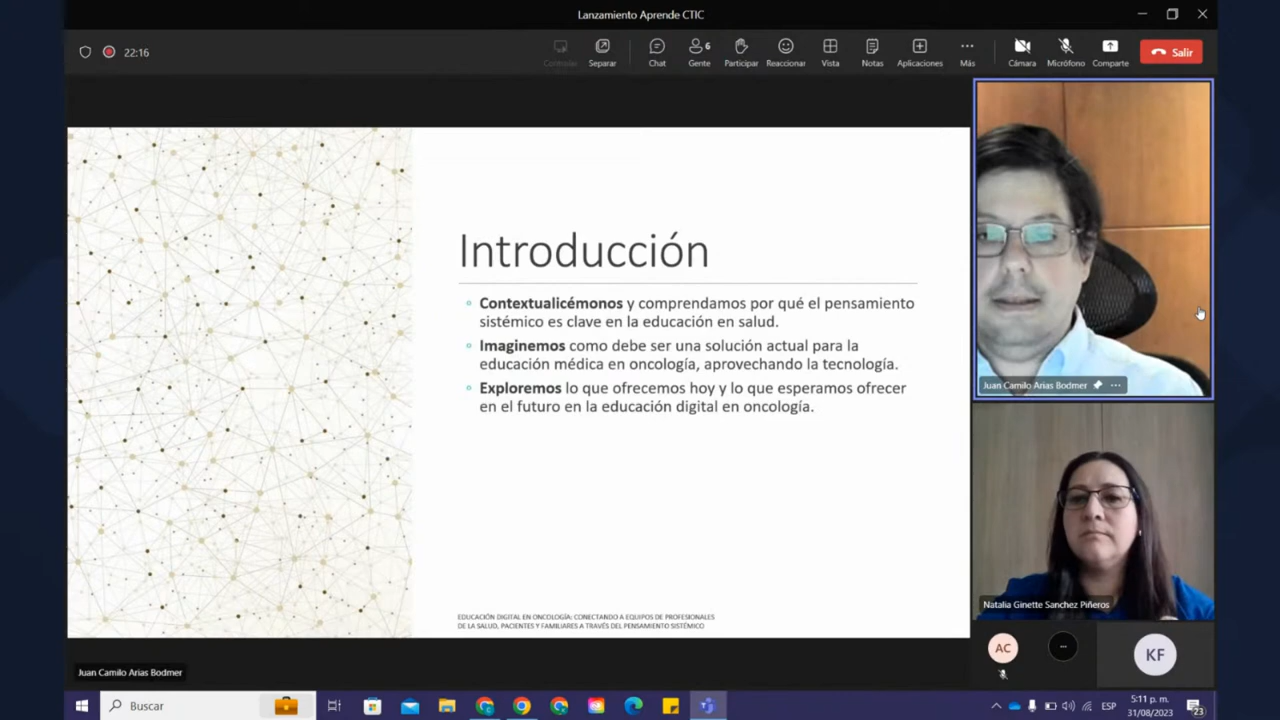 Lanzamiento Aprende CTIC
22:16
Separar
Chat
6
Gente
Participar
Reaccionar
Vista
Notas
Aplicaciones
Más
Cámara
Micrófono
Comparte
Salir
Introducción
Contextualicémonos y comprendamos por qué el pensamiento
sistémico es clave en la educación en salud.
Imaginemos como debe ser una solución actual para la
educación médica en oncología, aprovechando la tecnología.
Exploremos lo que ofrecemos hoy y lo que esperamos ofrecer
en el futuro en la educación digital en oncología.
EDUCACIÓN DIGITAL EN ONCOLOGÍA: CONECTANDO A EQUIPOS DE PROFESIONALES
DE LA SALUD, PACIENTES Y FAMILIARES A TRAVÉS DEL PENSAMIENTO SISTÉMICO
Juan Camilo Arias Bodmer
Natalia Ginette Sanchez Piñeros
AC
KF
Juan Camilo Arias Bodmer
Buscar
ESP
5:11 p. m.
31/08/2023
23